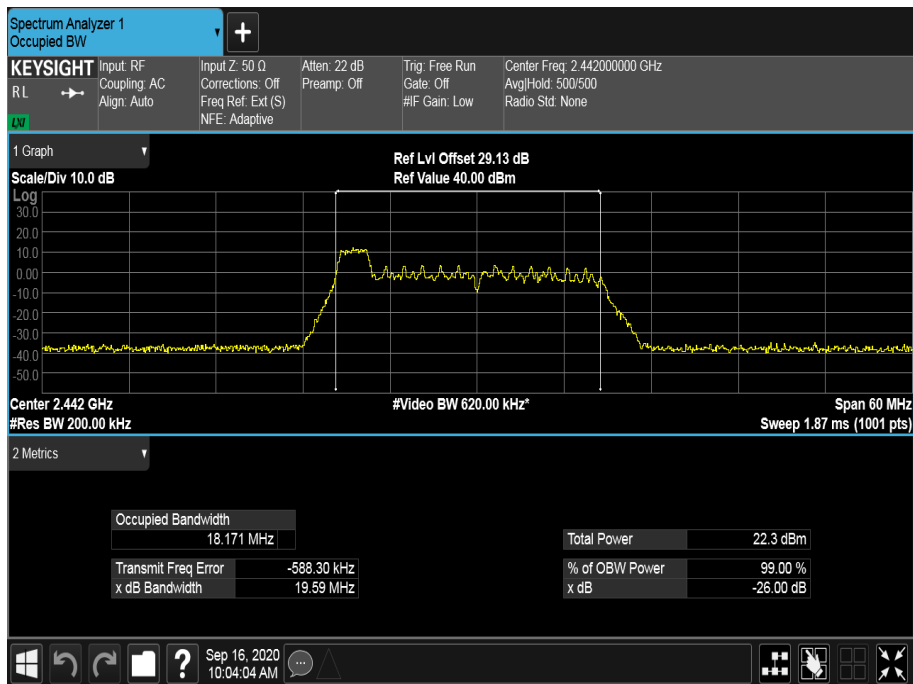 Spectrum Analyzer 1
Occupied BW
+
KEYSIGHT Input: RF Input Z: 50 Ω Atten: 22 dB Trig: Free Run Center Freq: 2.442000000 GHz
RL Coupling: AC Corrections: Off Preamp: Off Gate: Off Avg|Hold: 500/500
Align: Auto Freq Ref: Ext (S) #IF Gain: Low Radio Std: None
LXI NFE: Adaptive
1 Graph
Ref Lvl Offset 29.13 dB
Scale/Div 10.0 dB Ref Value 40.00 dBm
Log
30.0
20.0
10.0
0.00
-10.0
-20.0
-30.0
-40.0
-50.0
Center 2.442 GHz #Video BW 620.00 kHz* Span 60 MHz
#Res BW 200.00 kHz Sweep 1.87 ms (1001 pts)
2 Metrics
Occupied Bandwidth
18.171 MHz Total Power 22.3 dBm
Transmit Freq Error -588.30 kHz % of OBW Power 99.00 %
x dB Bandwidth 19.59 MHz x dB -26.00 dB
? Sep 16, 2020
10:04:04 AM